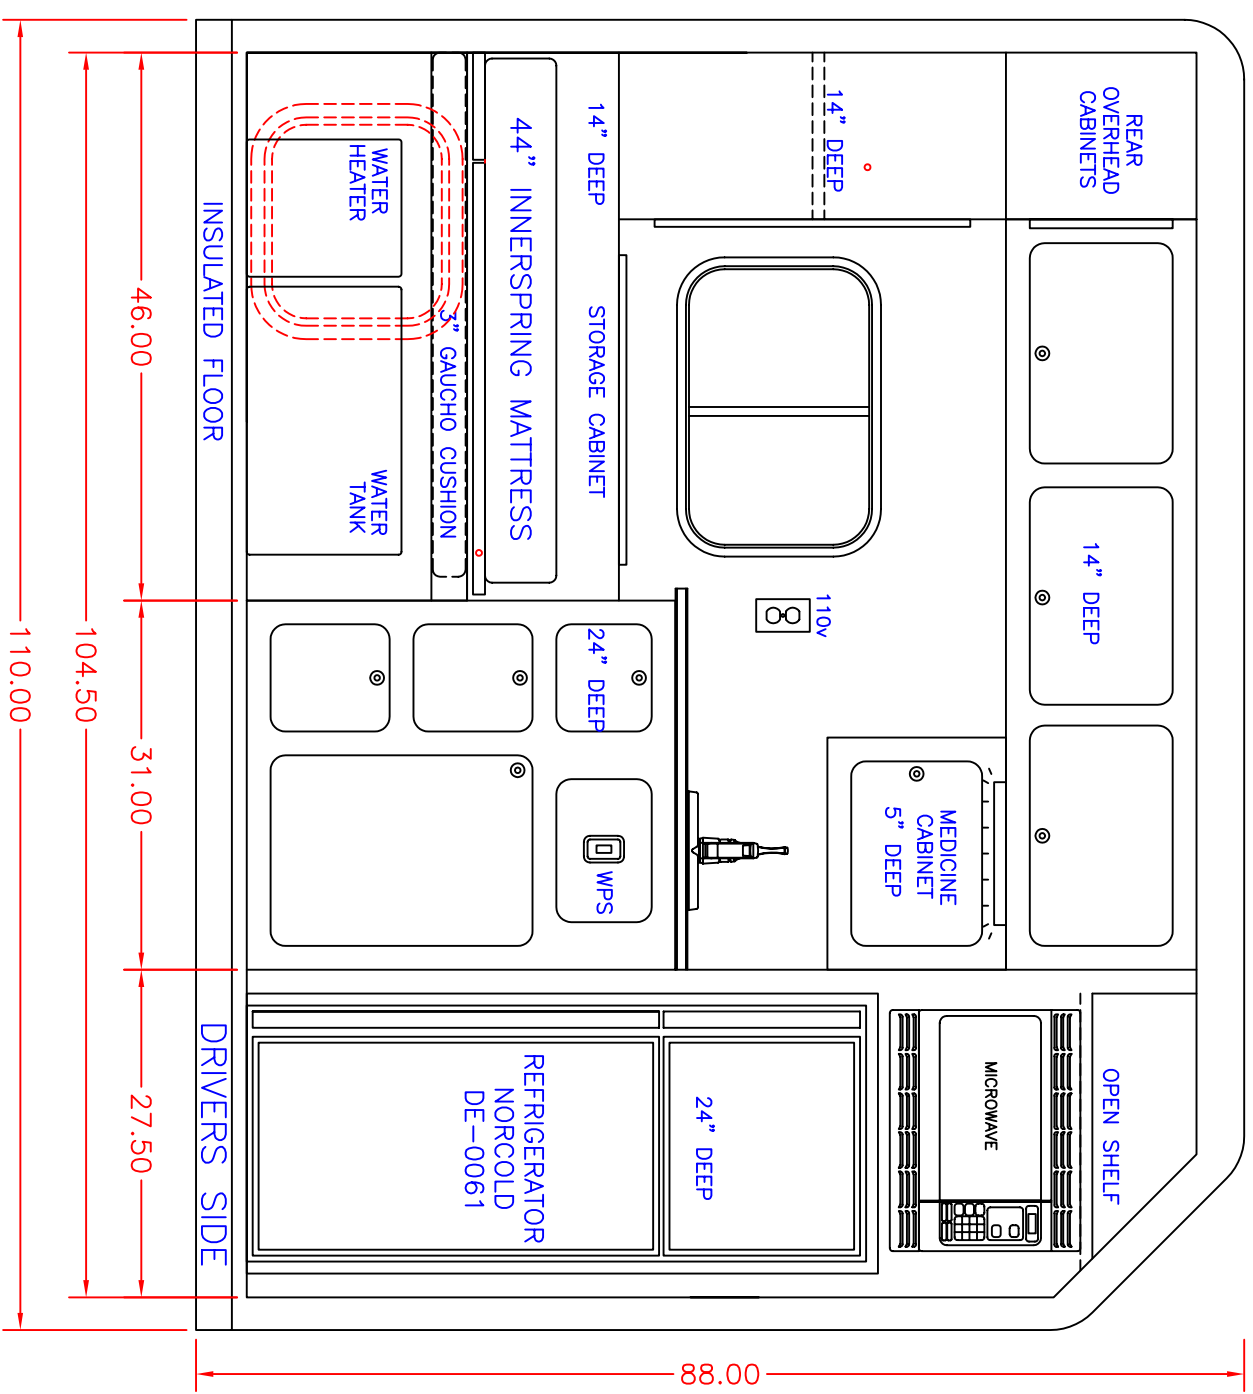 REAR
OVERHEAD
CABINETS
14" DEEP
14" DEEP
OPEN SHELF
MICROWAVE
MEDICINE
CABINET
5" DEEP
110v
14" DEEP
STORAGE CABINET
24" DEEP
WPS
24" DEEP
44" INNERSPRING MATTRESS
3" GAUCHO CUSHION
REFRIGERATOR
NORCOLD
DE-0061
WATER
HEATER
WATER
TANK
INSULATED FLOOR
DRIVERS SIDE
46.00
31.00
27.50
104.50
110.00
88.00